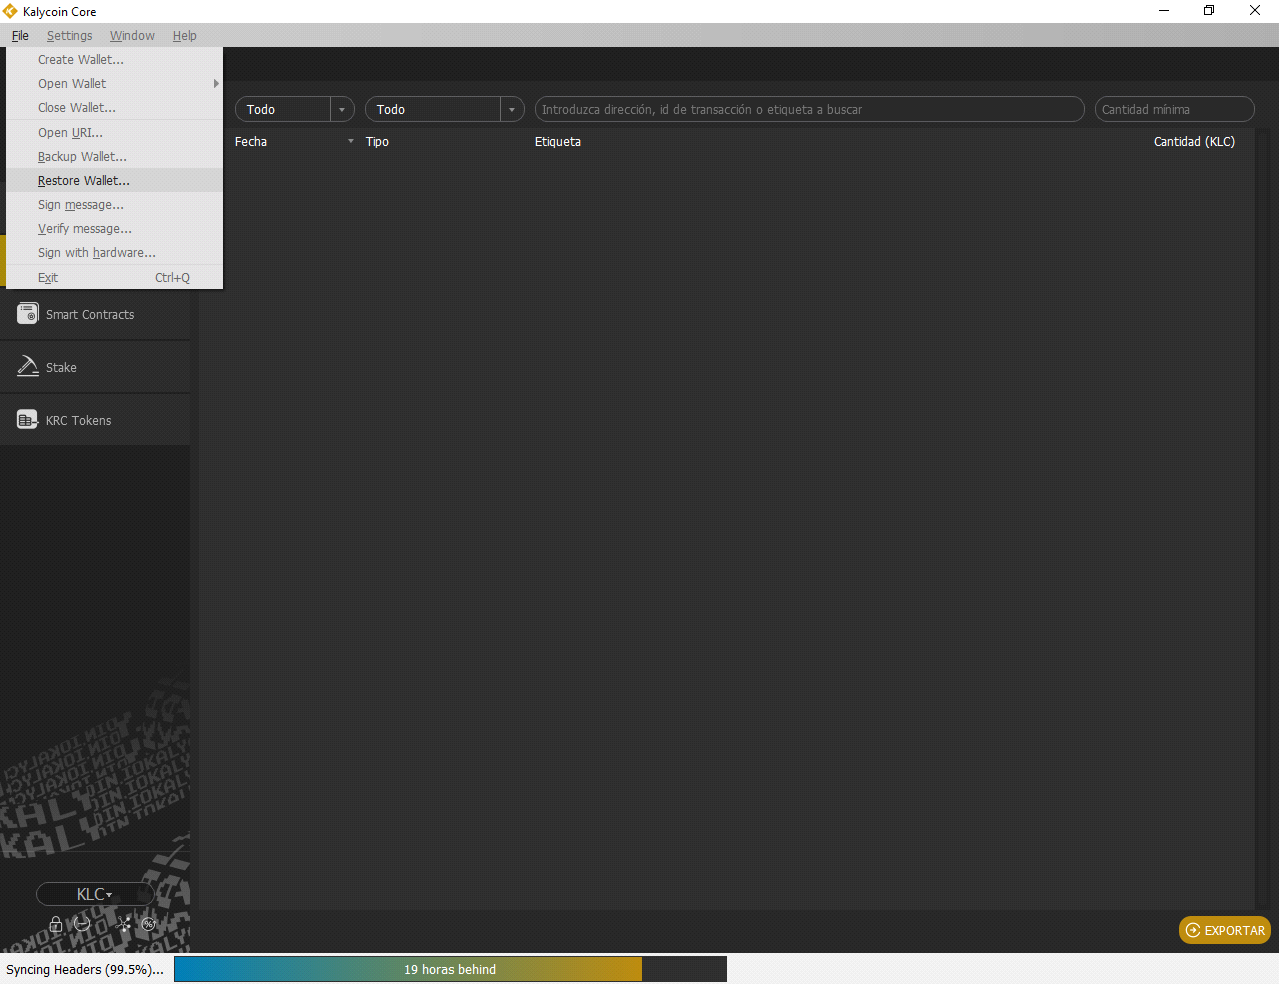 Kalycoin Core
File Settings Window Help
Create Wallet...
Open Wallet
Close Wallet...
Open URI...
Backup Wallet...
Restore Wallet...
Sign message...
Verify message...
Sign with hardware...
Exit Ctrl+Q
Todo Todo Introduzca dirección, id de transacción o etiqueta a buscar Cantidad mínima
Fecha Tipo Etiqueta Cantidad (KLC)
Smart Contracts
Stake
KRC Tokens
KLC
EXPORTAR
Syncing Headers (99.5%)... 19 horas behind